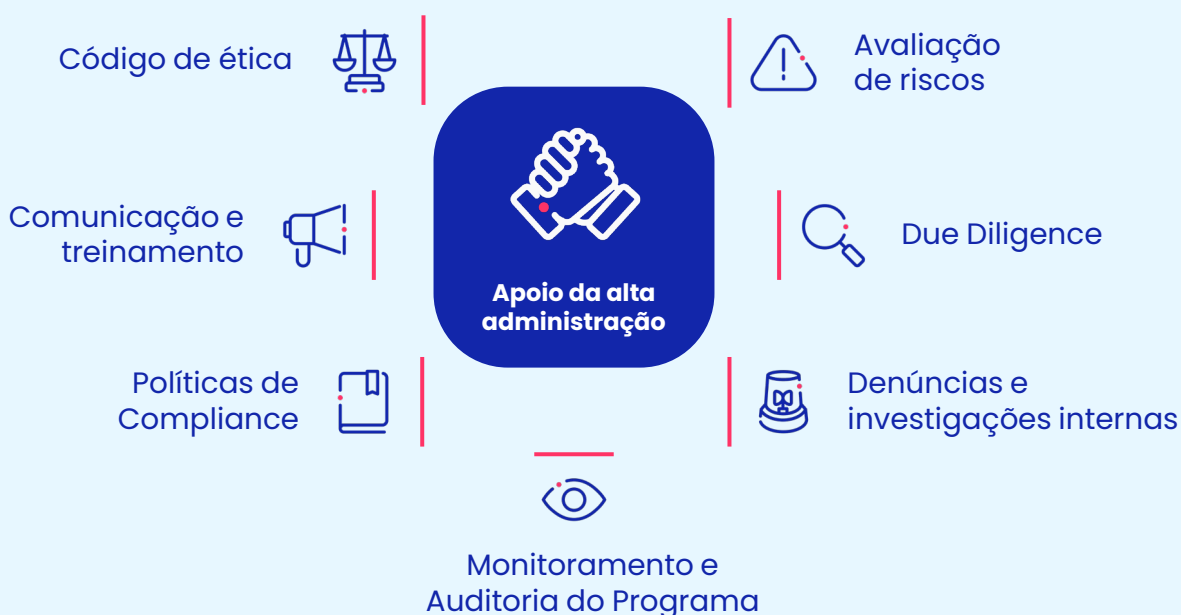 Código de ética
Avaliação
de riscos
Comunicação e
treinamento
Apoio da alta
administração
Due Diligence
Políticas de
Compliance
Denúncias e
investigações internas
Monitoramento e
Auditoria do Programa